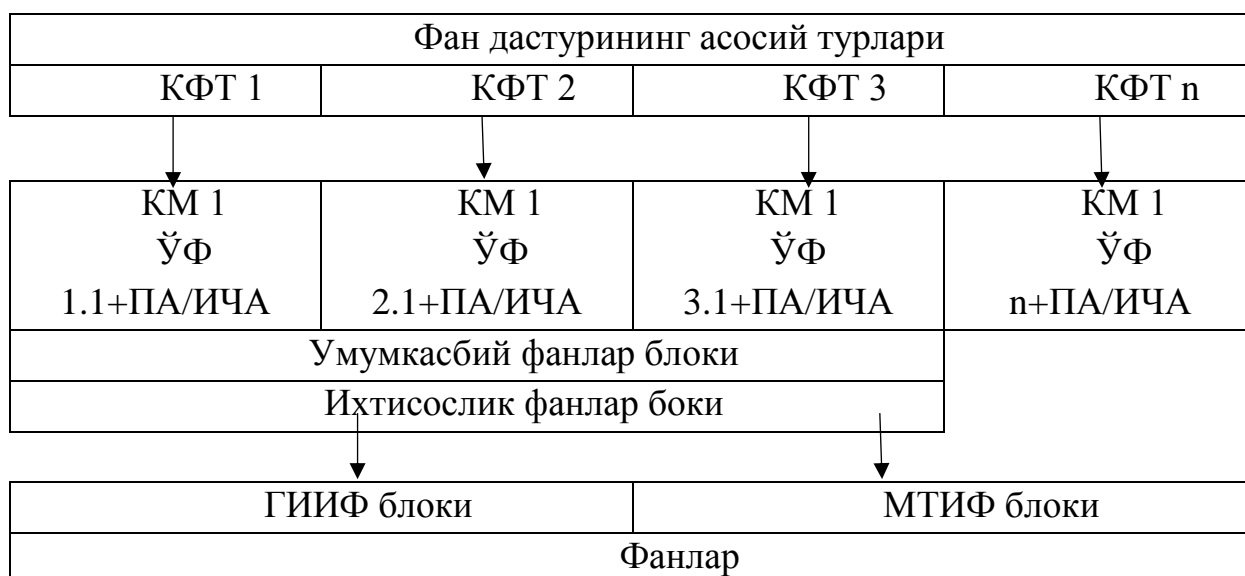 Фан дастурининг асосий турлари
КФТ 1 КФТ 2 КФТ 3 КФТ n
КМ 1 КМ 1 КМ 1 КМ 1
ЎФ ЎФ ЎФ ЎФ
1.1+ПА/ИЧА 2.1+ПА/ИЧА 3.1+ПА/ИЧА n+ПА/ИЧА
Умумкасбий фанлар блоки
Ихтисослик фанлар боки
ГИИФ блоки МТИФ блоки
Фанлар